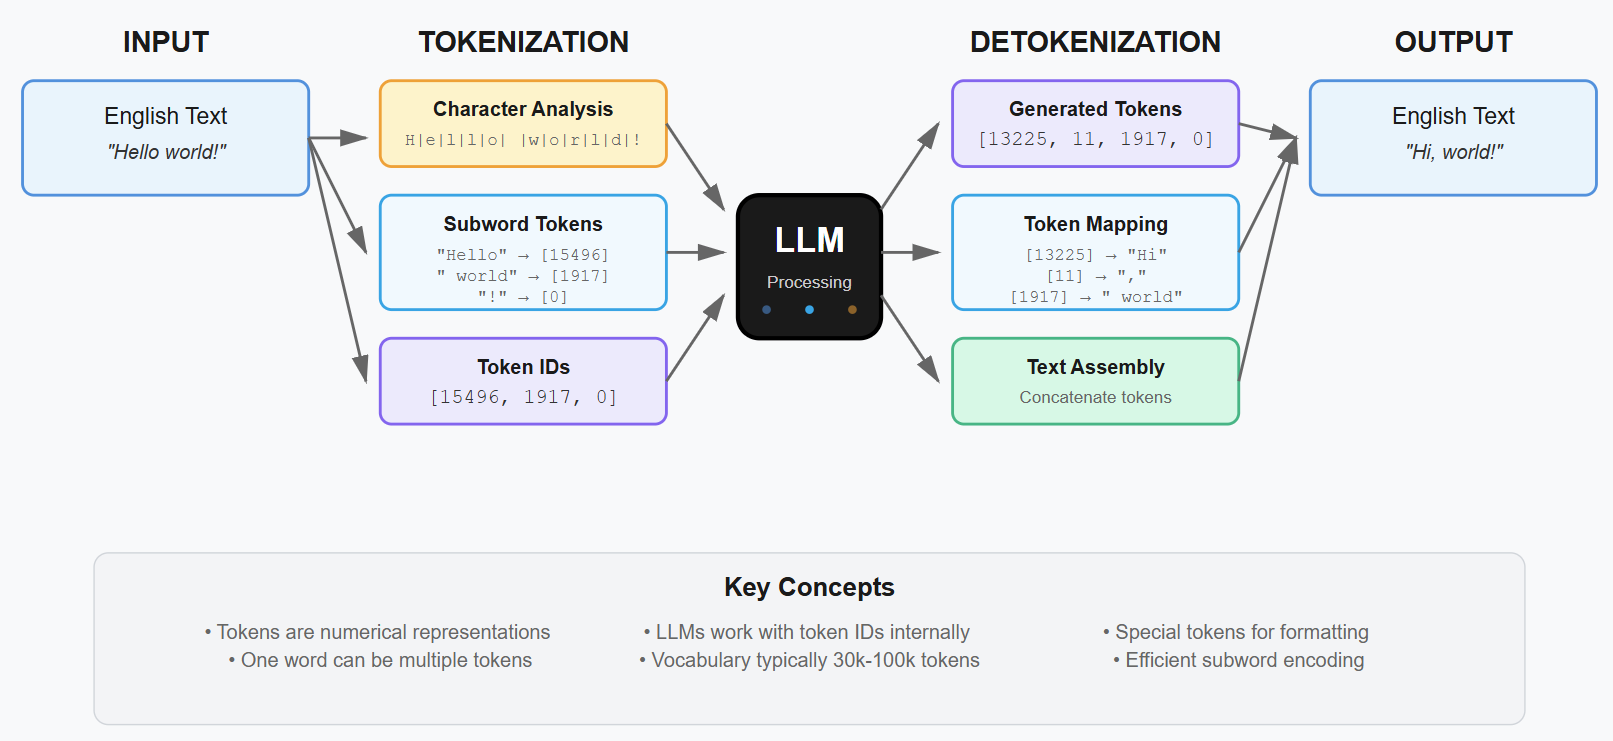 INPUT
English Text
"Hello world!"
TOKENIZATION
Character Analysis
H|e|l|l|o| |w|o|r|l|d|!
Subword Tokens
"Hello" → [15496]
" world" → [1917]
"!" → [0]
Token IDs
[15496, 1917, 0]
LLM
Processing
DETOKENIZATION
Generated Tokens
[13225, 11, 1917, 0]
Token Mapping
[13225] → "Hi"
[11] → ","
[1917] → " world"
Text Assembly
Concatenate tokens
OUTPUT
English Text
"Hi, world!"
Key Concepts
• Tokens are numerical representations
• One word can be multiple tokens
• LLMs work with token IDs internally
• Vocabulary typically 30k-100k tokens
• Special tokens for formatting
• Efficient subword encoding